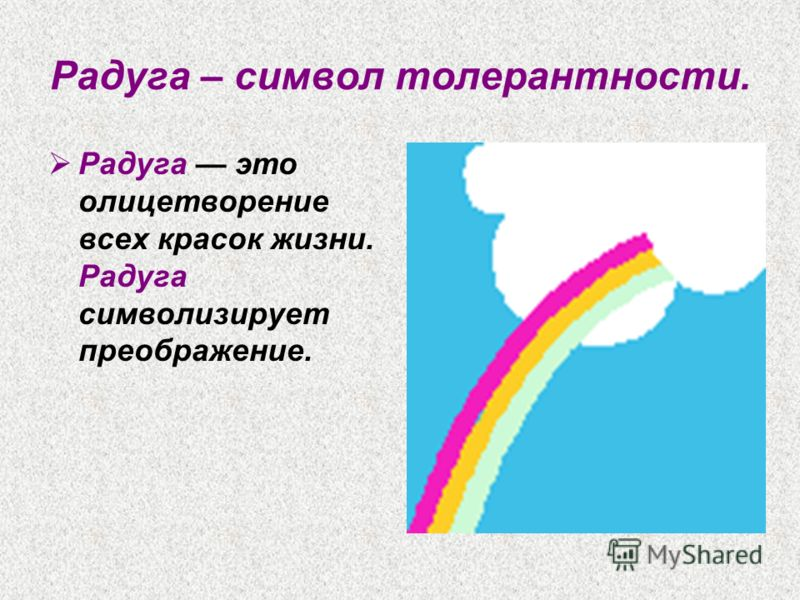 Радуга – символ толерантности.
Радуга — это
олицетворение
всех красок жизни.
Радуга
символизирует
преображение.
MyShared